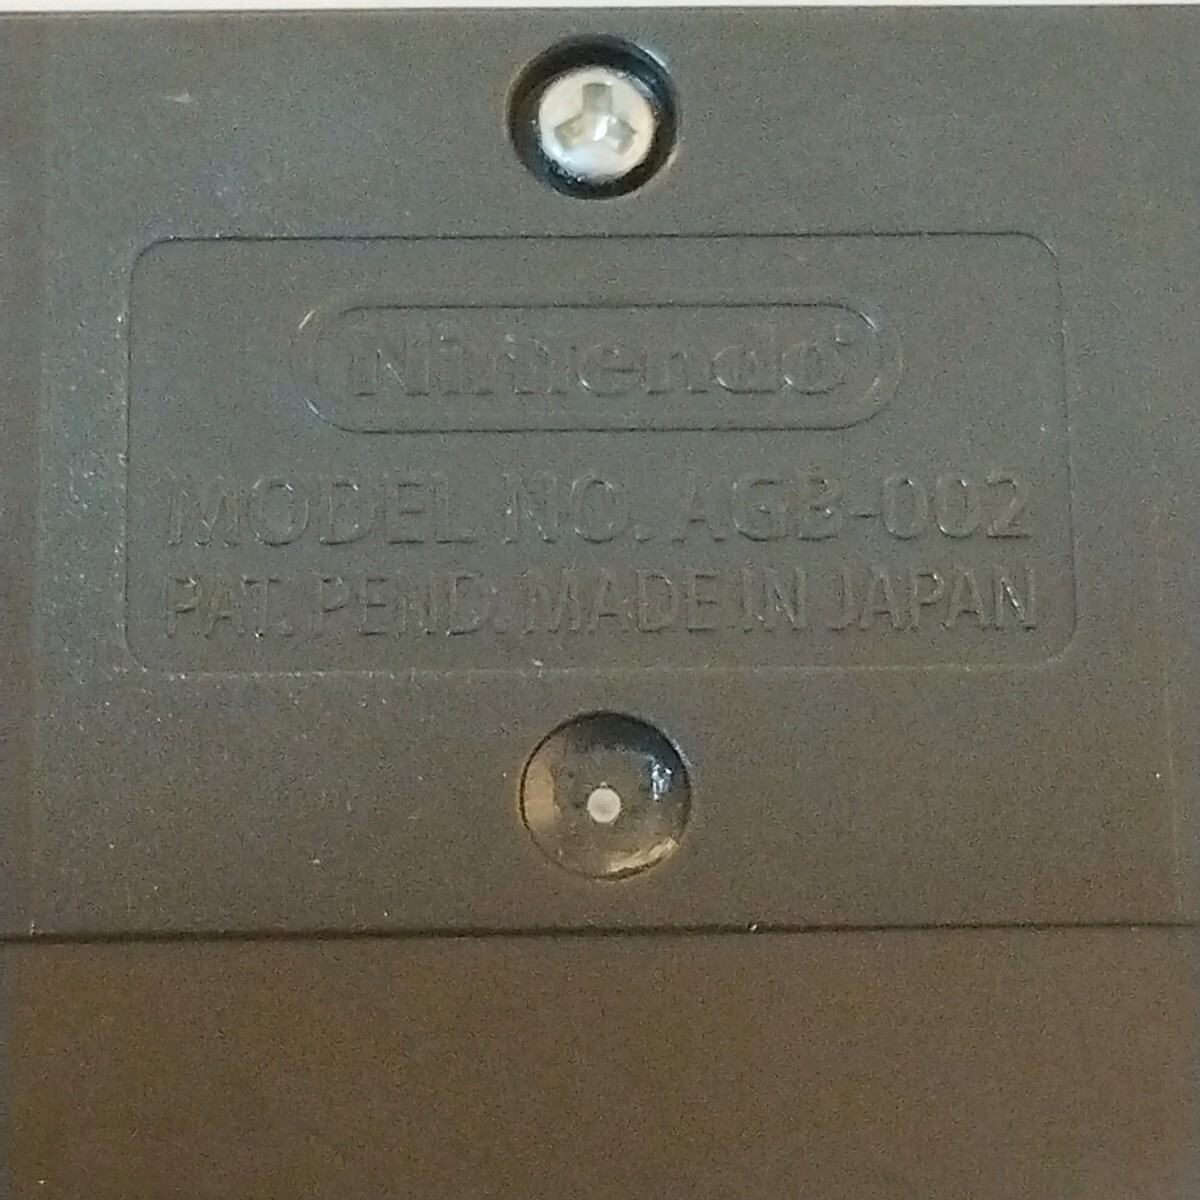 Nintendo®
MODEL NO. AGB-002
PAT. PEND. MADE IN JAPAN